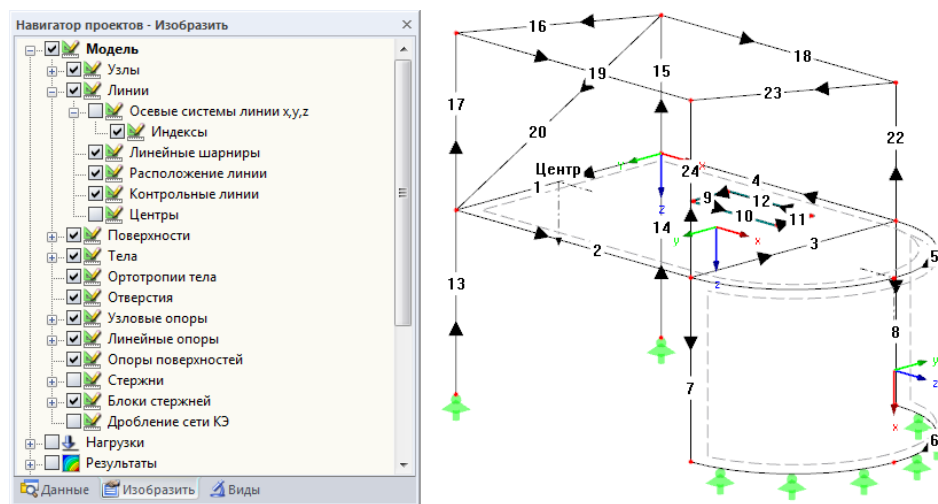 Навигатор проектов - Изобразить
Модель
Узлы
Линии
Осевые системы линии x,y,z
Индексы
Линейные шарниры
Расположение линии
Контрольные линии
Центры
Поверхности
Тела
Ортотропии тела
Отверстия
Узловые опоры
Линейные опоры
Опоры поверхностей
Стержни
Блоки стержней
Дробление сети КЭ
Нагрузки
Результаты
Данные Изобразить Виды
16
18
19
15
23
17
20
22
Центр
y x
24
1
4
z
9 12
10 11
14
y x
3
2
5
z
13
8
7
y
z
x
6